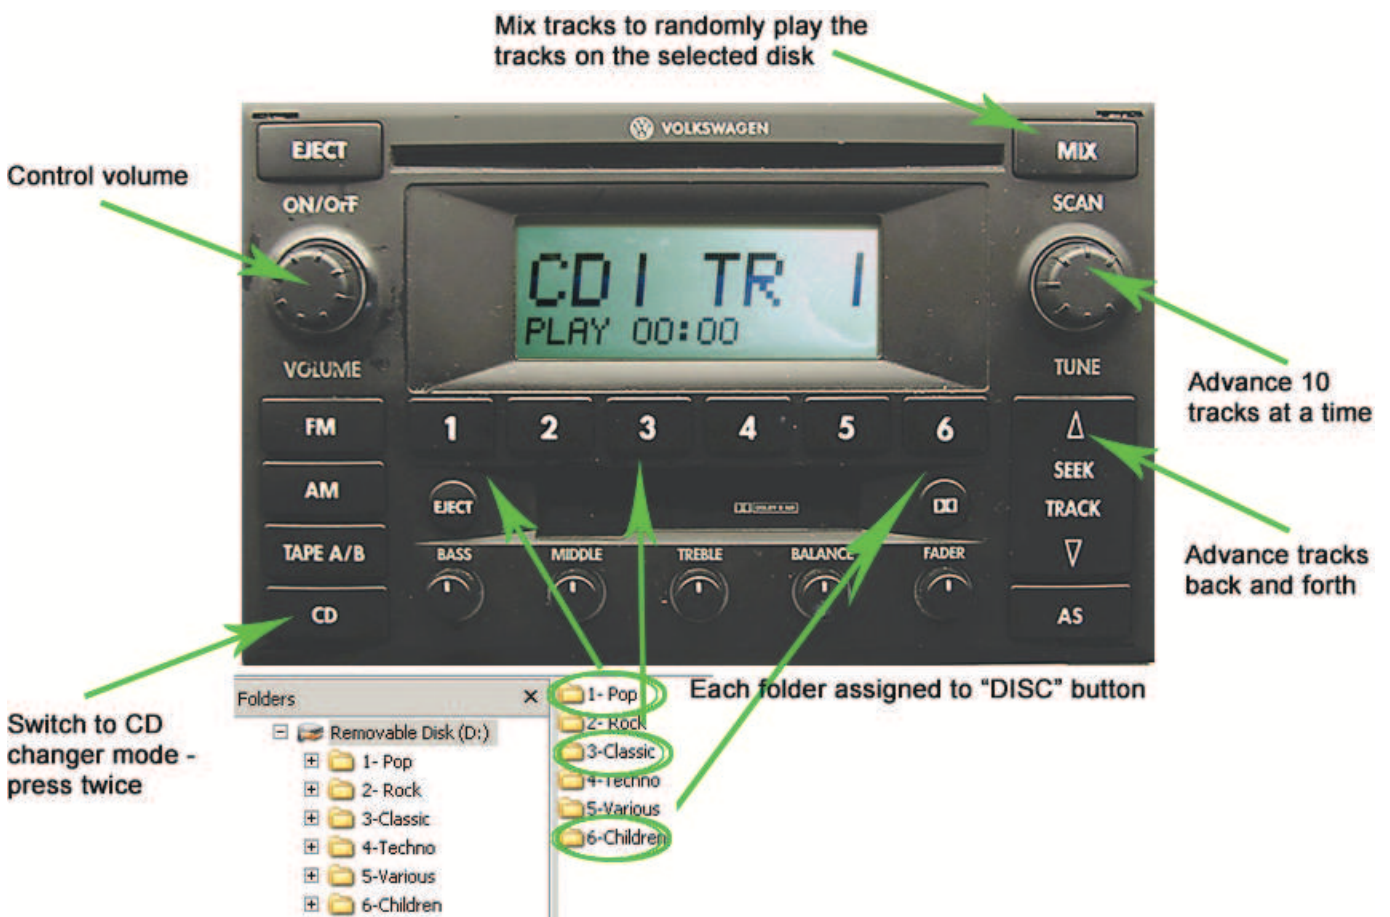 Mix tracks to randomly play the
tracks on the selected disk
VOLKSWAGEN
EJECT
MIX
Control volume
ON/OFF
SCAN
CD1 TR 1
PLAY 00:00
VOLUME
TUNE
Advance 10
tracks at a time
FM
1 2 3 4 5 6
SEEK
TRACK
AM
EJECT
DOLBY B NR
TAPE A/B
BASS MIDDLE TREBLE BALANCE FADER
Advance tracks
back and forth
CD
AS
Switch to CD
changer mode -
press twice
Each folder assigned to “DISC” button
Folders x
Removable Disk (D:)
1- Pop
2- Rock
3-Classic
4-Techno
5-Various
6-Children
1- Pop
2- Rock
3-Classic
4-Techno
5-Various
6-Children